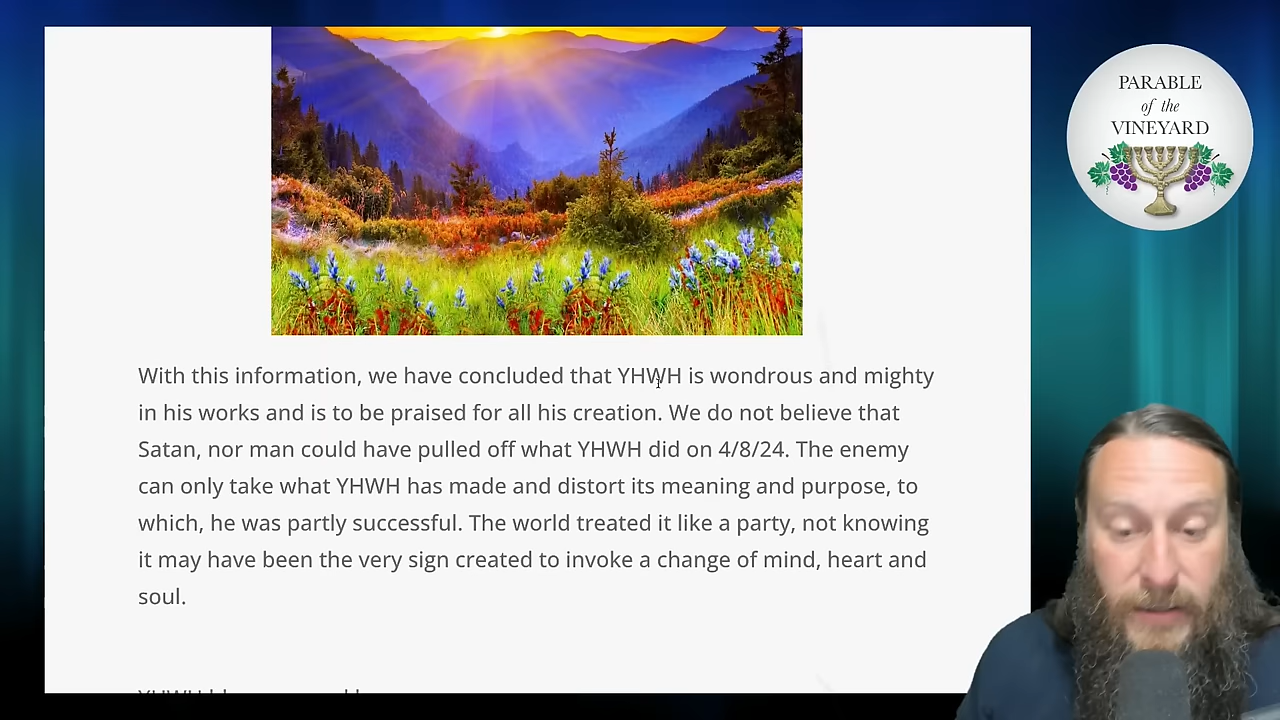 PARABLE
of the
VINEYARD
With this information, we have concluded that YHWH is wondrous and mighty
in his works and is to be praised for all his creation. We do not believe that
Satan, nor man could have pulled off what YHWH did on 4/8/24. The enemy
can only take what YHWH has made and distort its meaning and purpose, to
which, he was partly successful. The world treated it like a party, not knowing
it may have been the very sign created to invoke a change of mind, heart and
soul.